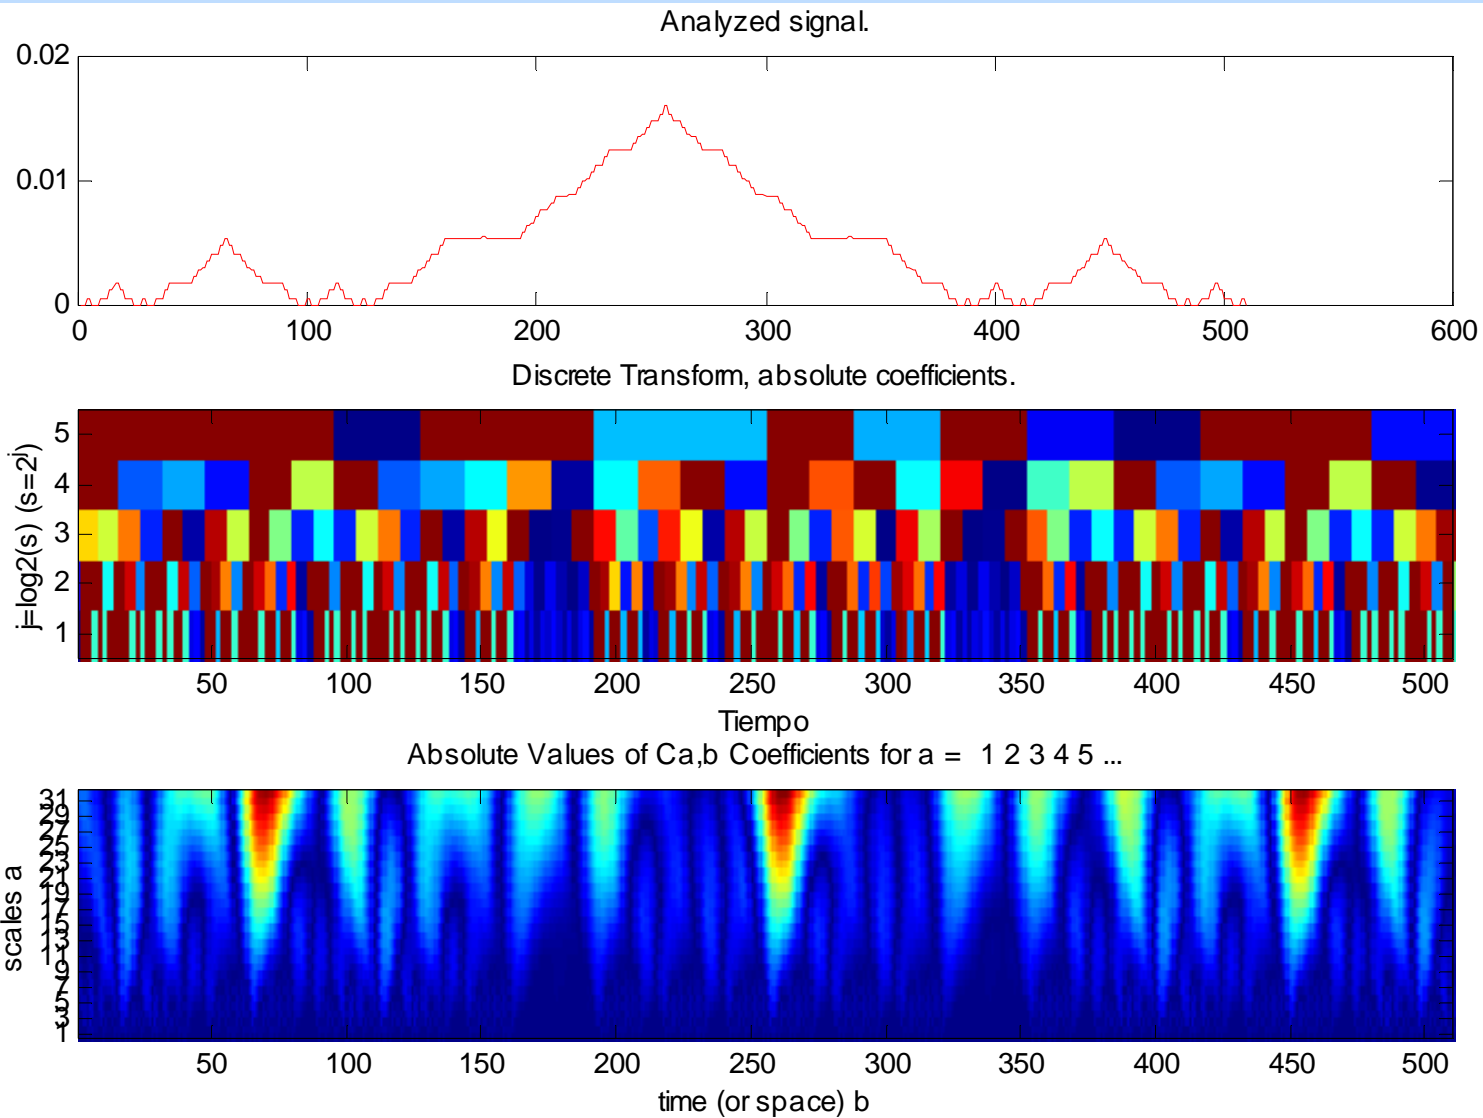 Analyzed signal.
0.02
0.01
0
0 100 200 300 400 500 600
Discrete Transform, absolute coefficients.
j=log2(s) (s=2^j)
5
4
3
2
1
50 100 150 200 250 300 350 400 450 500
Tiempo
Absolute Values of Ca,b Coefficients for a = 1 2 3 4 5 ...
scales a
31
29
27
25
23
21
19
17
15
13
11
9
7
5
3
1
50 100 150 200 250 300 350 400 450 500
time (or space) b